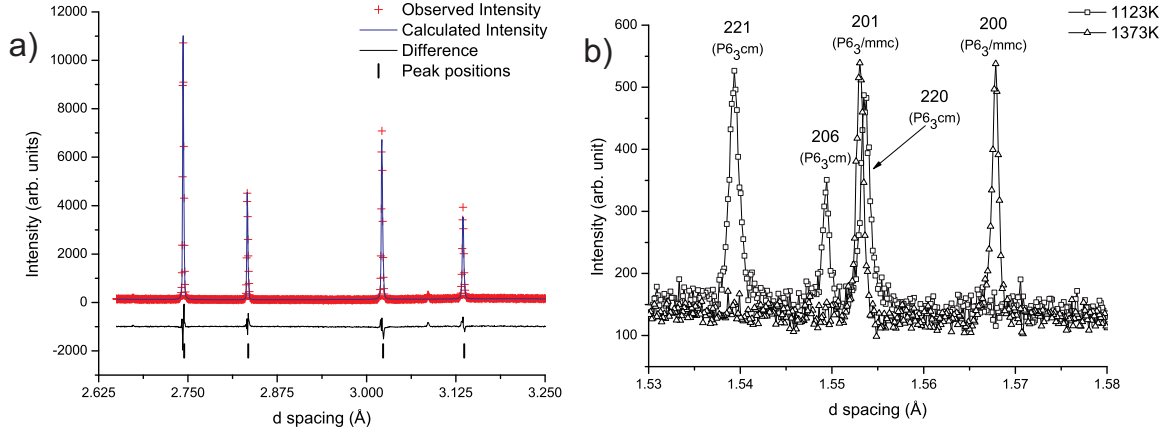 a)
12000
10000
8000
6000
4000
2000
0
-2000
Intensity (arb. units)
2.625
2.750
2.875
3.000
3.125
3.250
d spacing (Å)
Observed Intensity
Calculated Intensity
Difference
Peak positions
b)
600
500
400
300
200
100
Intensity (arb. unit)
1.53
1.54
1.55
1.56
1.57
1.58
d spacing (Å)
221
(P6₃cm)
206
(P6₃cm)
201
(P6₃/mmc)
220
(P6₃cm)
200
(P6₃/mmc)
1123K
1373K